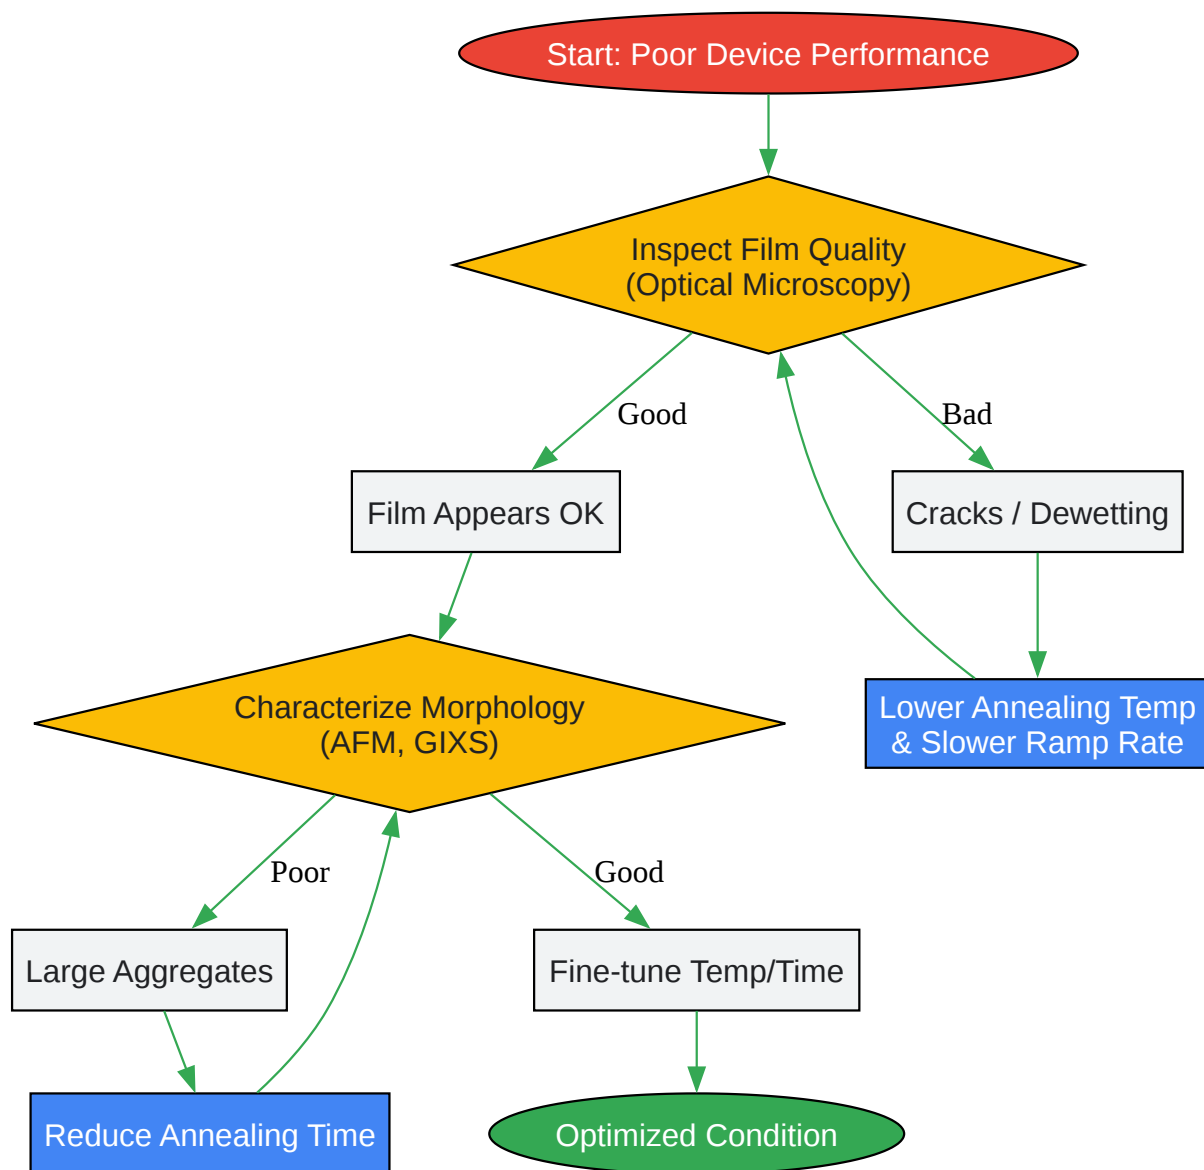 Start: Poor Device Performance
Inspect Film Quality
(Optical Microscopy)
Good
Bad
Film Appears OK
Cracks / Dewetting
Characterize Morphology
(AFM, GIXS)
Lower Annealing Temp
& Slower Ramp Rate
Poor
Good
Large Aggregates
Fine-tune Temp/Time
Reduce Annealing Time
Optimized Condition